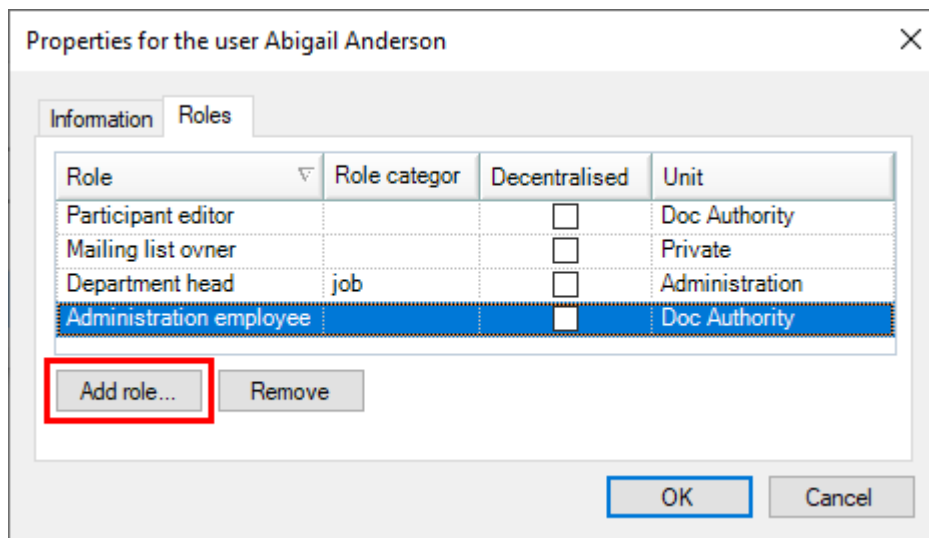 Properties for the user Abigail Anderson
Information Roles
Role Role categor Decentralised Unit
Participant editor Doc Authority
Mailing list ovner Private
Department head job Administration
Administration employee Doc Authority
Add role... Remove
OK Cancel